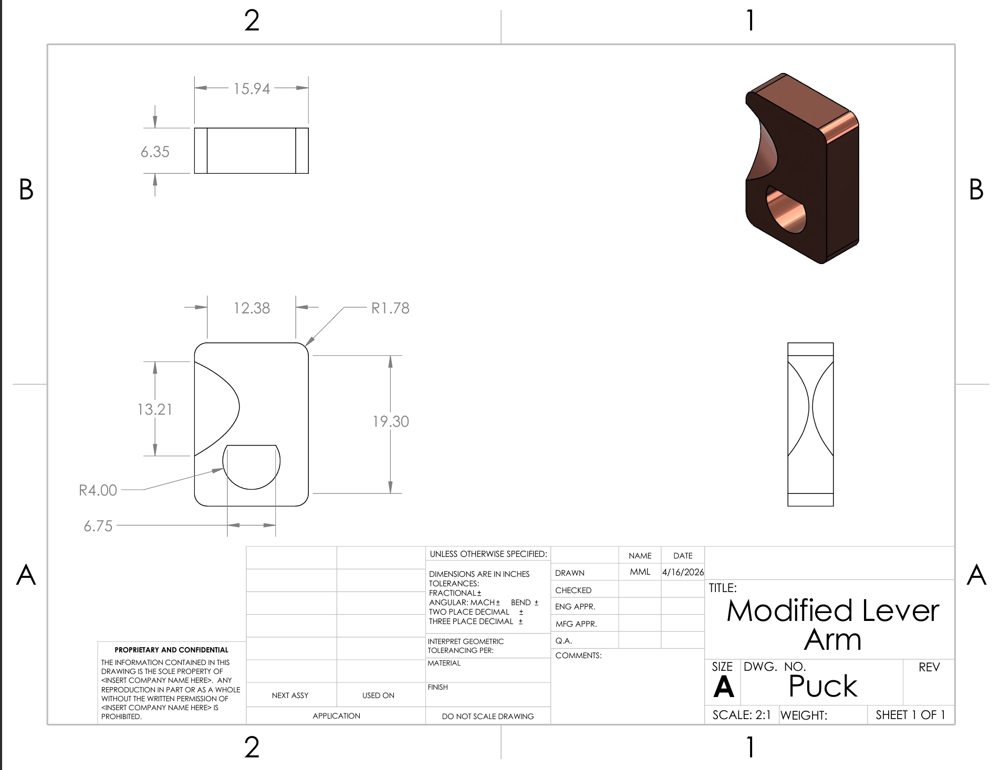 2 1
15.94
6.35
B B
12.38 R1.78
13.21
19.30
R4.00
6.75
A A
UNLESS OTHERWISE SPECIFIED:
DIMENSIONS ARE IN INCHES
TOLERANCES:
FRACTIONAL±
ANGULAR: MACH± BEND ±
TWO PLACE DECIMAL ±
THREE PLACE DECIMAL ±
INTERPRET GEOMETRIC
TOLERANCING PER:
MATERIAL
FINISH
DO NOT SCALE DRAWING
NAME DATE
DRAWN MML 4/16/2026
CHECKED
ENG APPR.
MFG APPR.
Q.A.
COMMENTS:
TITLE:
Modified Lever
Arm
SIZE DWG. NO. REV
A Puck
SCALE: 2:1 WEIGHT: SHEET 1 OF 1
PROPRIETARY AND CONFIDENTIAL
THE INFORMATION CONTAINED IN THIS
DRAWING IS THE SOLE PROPERTY OF
<INSERT COMPANY NAME HERE>. ANY
REPRODUCTION IN PART OR AS A WHOLE
WITHOUT THE WRITTEN PERMISSION OF
<INSERT COMPANY NAME HERE> IS
PROHIBITED.
NEXT ASSY USED ON
APPLICATION
2 1